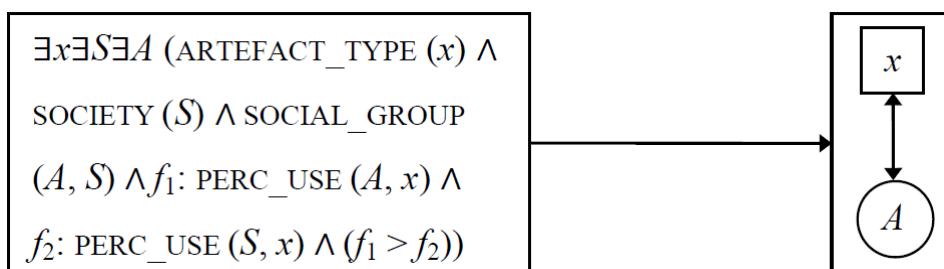 ∃x∃S∃A (ARTEFACT_TYPE (x) ∧
SOCIETY (S) ∧ SOCIAL_GROUP
(A, S) ∧ f₁: PERC_USE (A, x) ∧
f₂: PERC_USE (S, x) ∧ (f₁ > f₂))
x
A